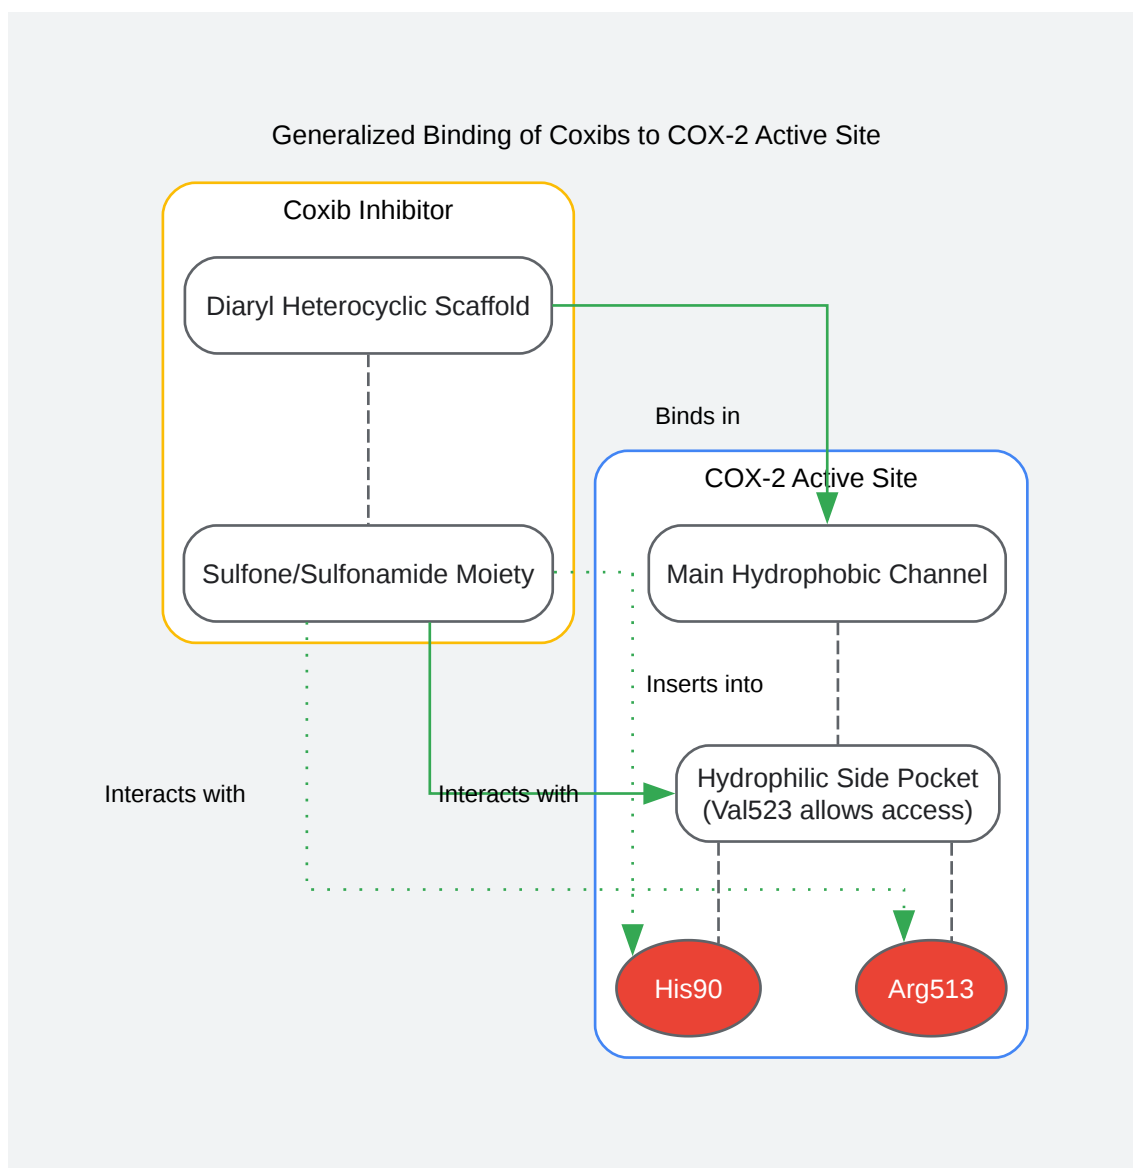 Generalized Binding of Coxibs to COX-2 Active Site
Coxib Inhibitor
Diaryl Heterocyclic Scaffold
Binds in
COX-2 Active Site
Sulfone/Sulfonamide Moiety
Main Hydrophobic Channel
Inserts into
Hydrophilic Side Pocket
(Val523 allows access)
Interacts with
Interacts with
His90
Arg513